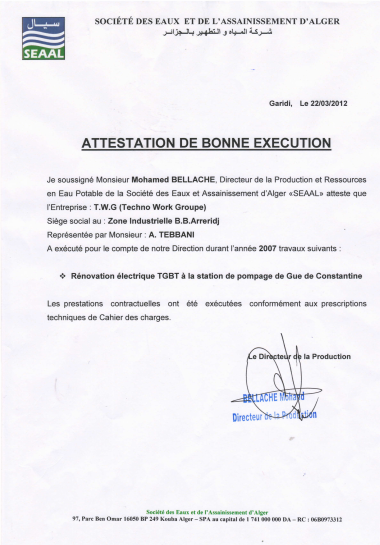 سيال
SEAAL
SOCIÉTÉ DES EAUX ET DE L'ASSAINISSEMENT D'ALGER
شركة المياه و التطهير بالجزائر
Garidi, Le 22/03/2012
ATTESTATION DE BONNE EXECUTION
Je soussigné Monsieur Mohamed BELLACHE, Directeur de la Production et Ressources
en Eau Potable de la Société des Eaux et Assainissement d'Alger «SEAAL» atteste que
l'Entreprise : T.W.G (Techno Work Groupe)
Siège social au : Zone Industrielle B.B.Arreridj
Représentée par Monsieur : A. TEBBANI
A exécuté pour le compte de notre Direction durant l'année 2007 travaux suivants :
❖ Rénovation électrique TGBT à la station de pompage de Gue de Constantine
Les prestations contractuelles ont été exécutées conformément aux prescriptions
techniques de Cahier des charges.
Le Directeur de la Production
BELLACHE Mohand
Directeur de la Production
Société des Eaux et de l'Assainissement d'Alger
97, Parc Ben Omar 16050 BP 249 Kouba Alger – SPA au capital de 1 741 000 000 DA – RC : 06B0973312